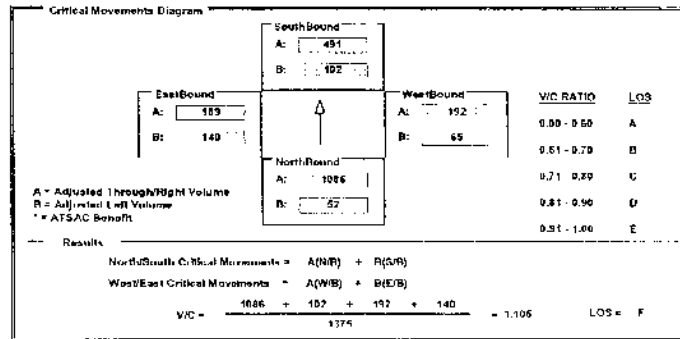 Critical Movements Diagram
SouthBound
A: 491
B: 102
EastBound
A: 189
B: 140
WestBound
A: 192
B: 65
V/C RATIO LOS
0.00 - 0.60 A
0.61 - 0.70 B
0.71 - 0.80 C
0.81 - 0.90 D
0.91 - 1.00 E
NorthBound
A: 1086
B: 52
A = Adjusted Through/Right Volume
B = Adjusted Left Volume
* = ATSAC Benefit
Results
North/South Critical Movements = A(N/B) + B(S/B)
West/East Critical Movements = A(W/B) + B(E/B)
V/C = 1086 + 102 + 192 + 140 = 1.105 LOS = F
1375